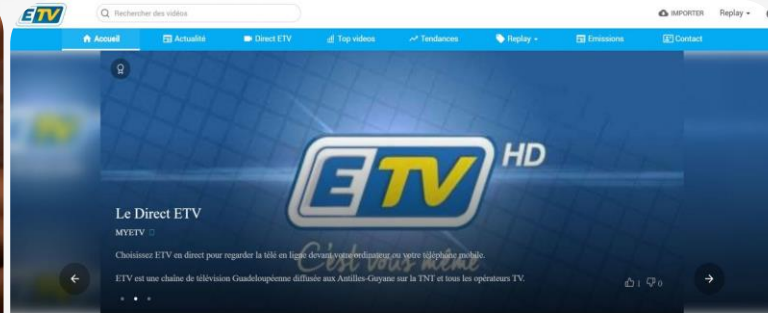 ETV
Rechercher des vidéos
IMPORTER
Replay
Accueil
Actualité
Direct ETV
Top videos
Tendances
Replay
Emissions
Contact
ETV HD
C'est vous même
Le Direct ETV
MYETV
Choisissez ETV en direct pour regarder la télé en ligne devant votre ordinateur ou votre téléphone mobile.
ETV est une chaîne de télévision Guadeloupéenne diffusée aux Antilles-Guyane sur la TNT et tous les opérateurs TV.
1
0